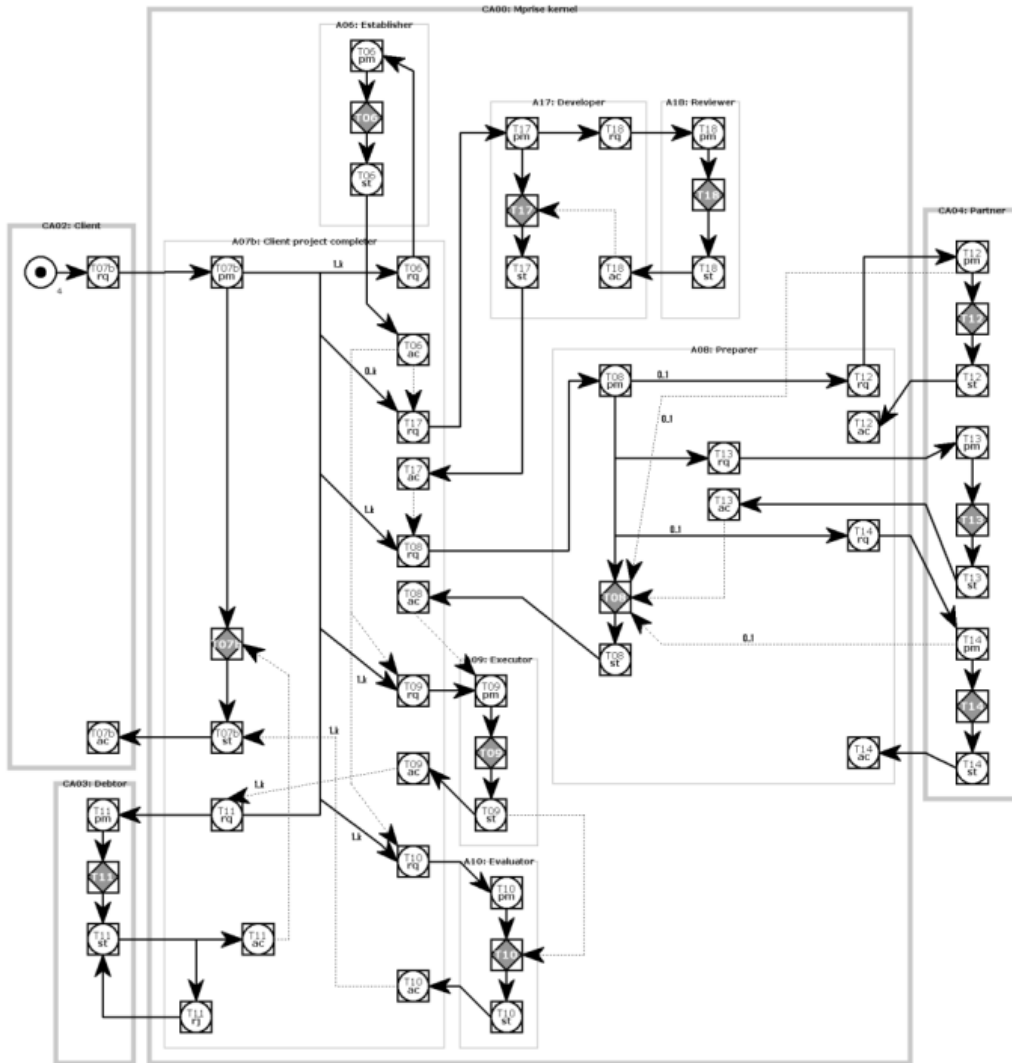 CA00: Mprise kernel
A06: Establisher
T06
pm
T06
T06
st
A17: Developer
A18: Reviewer
T17
pm
T18
rq
T18
pm
T17
T18
T17
st
T18
ac
T18
st
CA02: Client
CA04: Partner
A07b: Client project completer
4
T07b
rq
T07b
pm
1..k
T06
rq
T06
ac
0..k
T17
rq
T17
ac
1..k
T08
rq
T08
ac
A08: Preparer
T08
pm
0..1
T12
rq
T12
pm
T12
T12
st
T12
ac
0..1
T13
rq
T13
pm
T13
ac
T13
T13
st
0..1
T14
rq
T08
T08
st
0..1
T14
pm
T14
T14
st
T14
ac
T07b
A09: Executor
1..k
T09
rq
T09
pm
T09
1..k
T07b
ac
T07b
st
T09
ac
T09
st
CA03: Debtor
1..k
T11
pm
T11
rq
1..k
T10
rq
A10: Evaluator
T11
T10
pm
T11
st
T11
ac
T10
T10
ac
T11
rj
T10
st